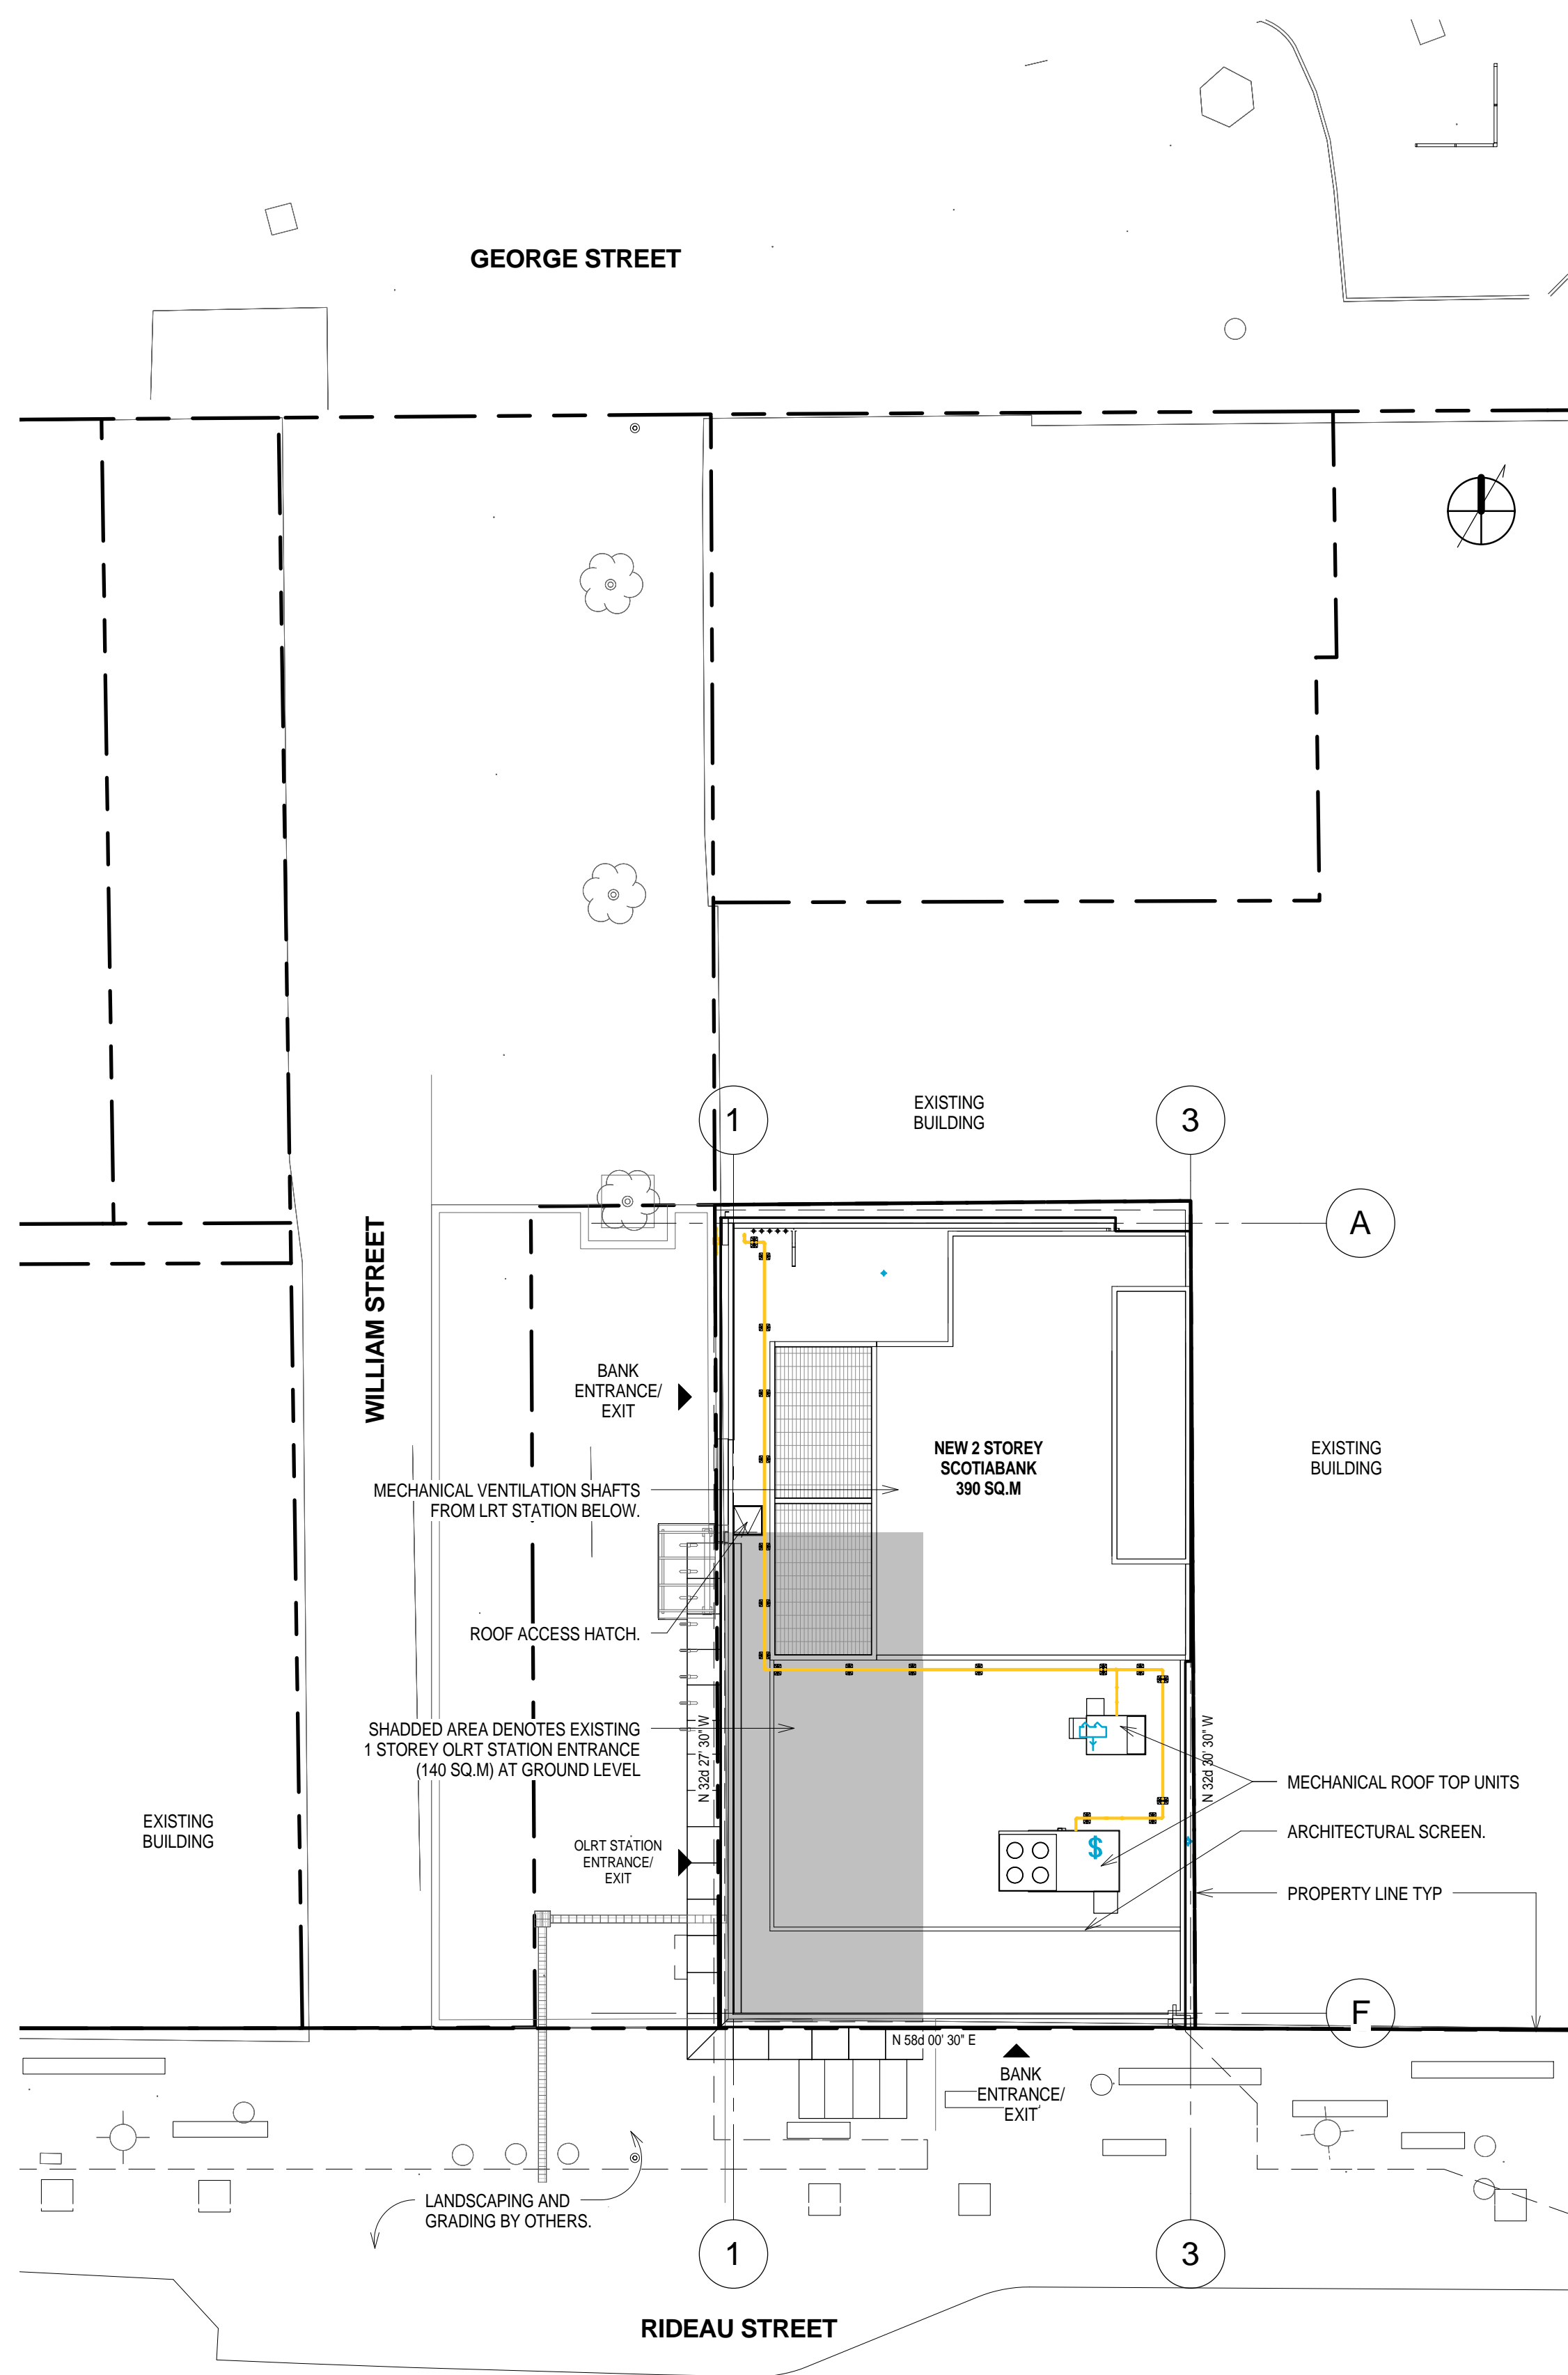 GEORGE STREET
1
EXISTING
BUILDING
3
A
WILLIAM STREET
BANK
ENTRANCE/
EXIT
NEW 2 STOREY
SCOTIABANK
390 SQ.M
EXISTING
BUILDING
MECHANICAL VENTILATION SHAFTS
FROM LRT STATION BELOW.
ROOF ACCESS HATCH.
SHADDED AREA DENOTES EXISTING
1 STOREY OLRT STATION ENTRANCE
(140 SQ.M) AT GROUND LEVEL
N 32d 27' 30" W
N 32d 30' 30" W
MECHANICAL ROOF TOP UNITS
EXISTING
BUILDING
ARCHITECTURAL SCREEN.
OLRT STATION
ENTRANCE/
EXIT
$
PROPERTY LINE TYP
F
N 58d 00' 30" E
BANK
ENTRANCE/
EXIT
LANDSCAPING AND
GRADING BY OTHERS.
1
3
RIDEAU STREET